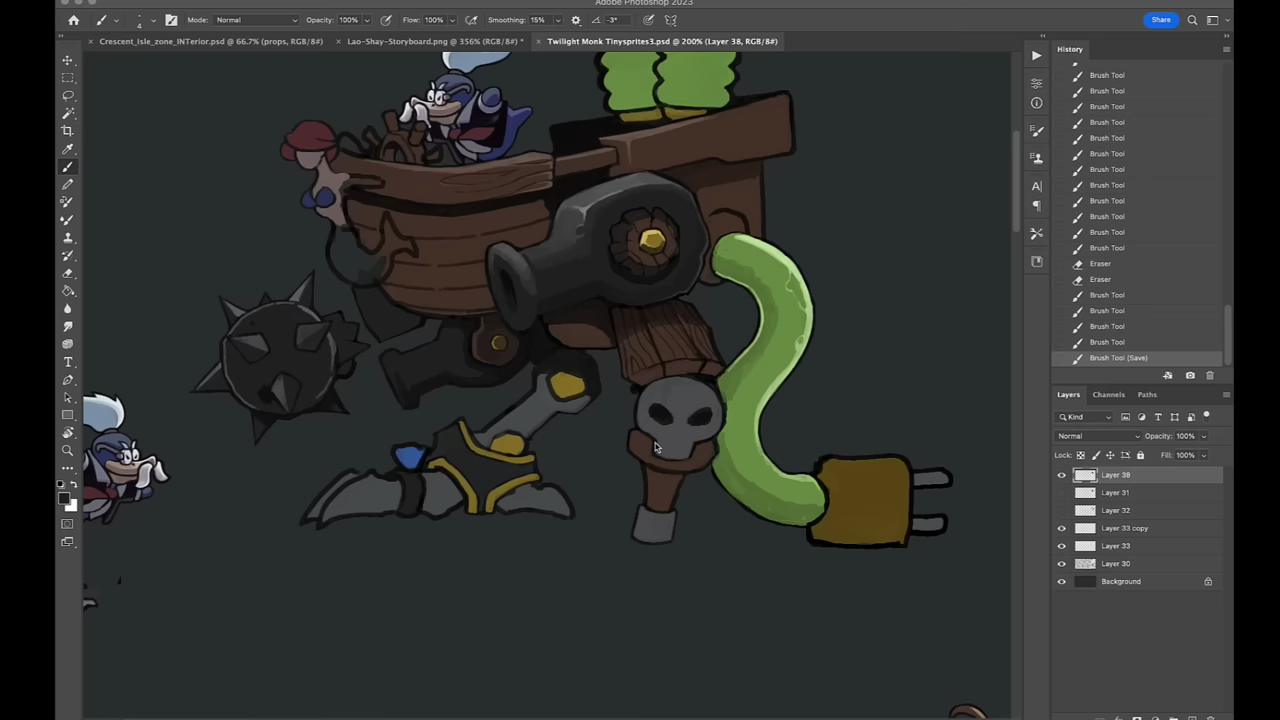 Adobe Photoshop 2023
4 Mode: Normal Opacity: 100% Flow: 100% Smoothing: 15% -3° Share
× Crescent_Isle_zone_INTerior.psd @ 66.7% (props, RGB/8#) × Lao-Shay-Storyboard.png @ 356% (RGB/8#) * × Twilight Monk Tinysprites3.psd @ 200% (Layer 38, RGB/8#)
History
Brush Tool
Brush Tool
Brush Tool
Brush Tool
Brush Tool
Brush Tool
Brush Tool
Brush Tool
Brush Tool
Brush Tool
Brush Tool
Brush Tool
Eraser
Eraser
Brush Tool
Brush Tool
Brush Tool
Brush Tool
Brush Tool (Save)
Layers Channels Paths
Kind
Normal Opacity: 100%
Lock: Fill: 100%
Layer 38
Layer 31
Layer 32
Layer 33 copy
Layer 33
Layer 30
Background